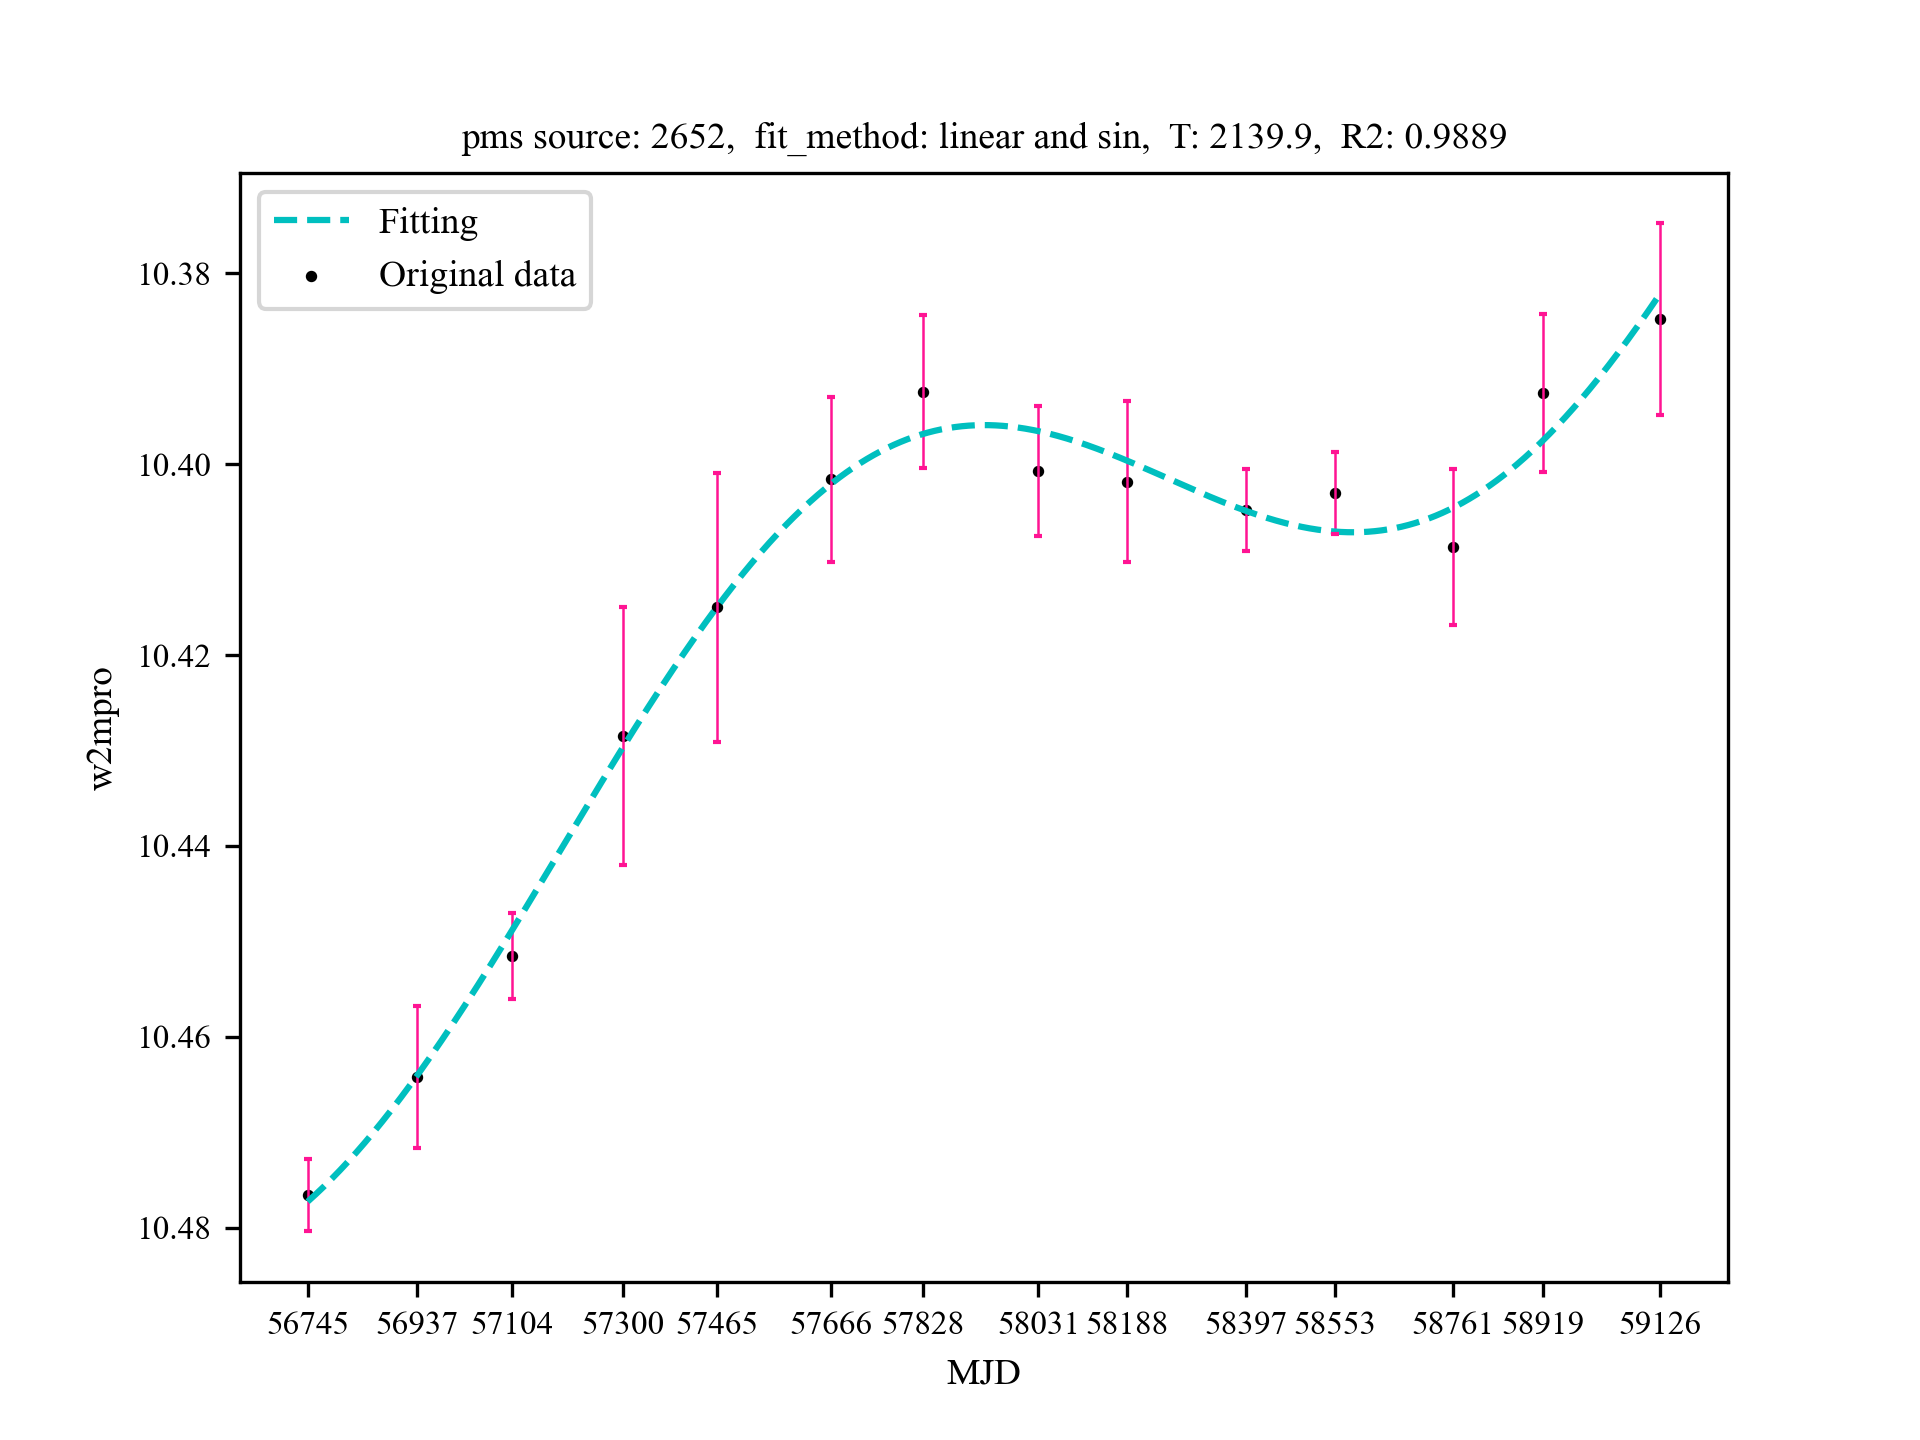 pms source: 2652,  fit_method: linear and sin,  T: 2139.9,  R2: 0.9889
Fitting
Original data
10.38
10.40
10.42
10.44
10.46
10.48
w2mpro
56745 56937 57104 57300 57465 57666 57828 58031 58188 58397 58553 58761 58919 59126
MJD